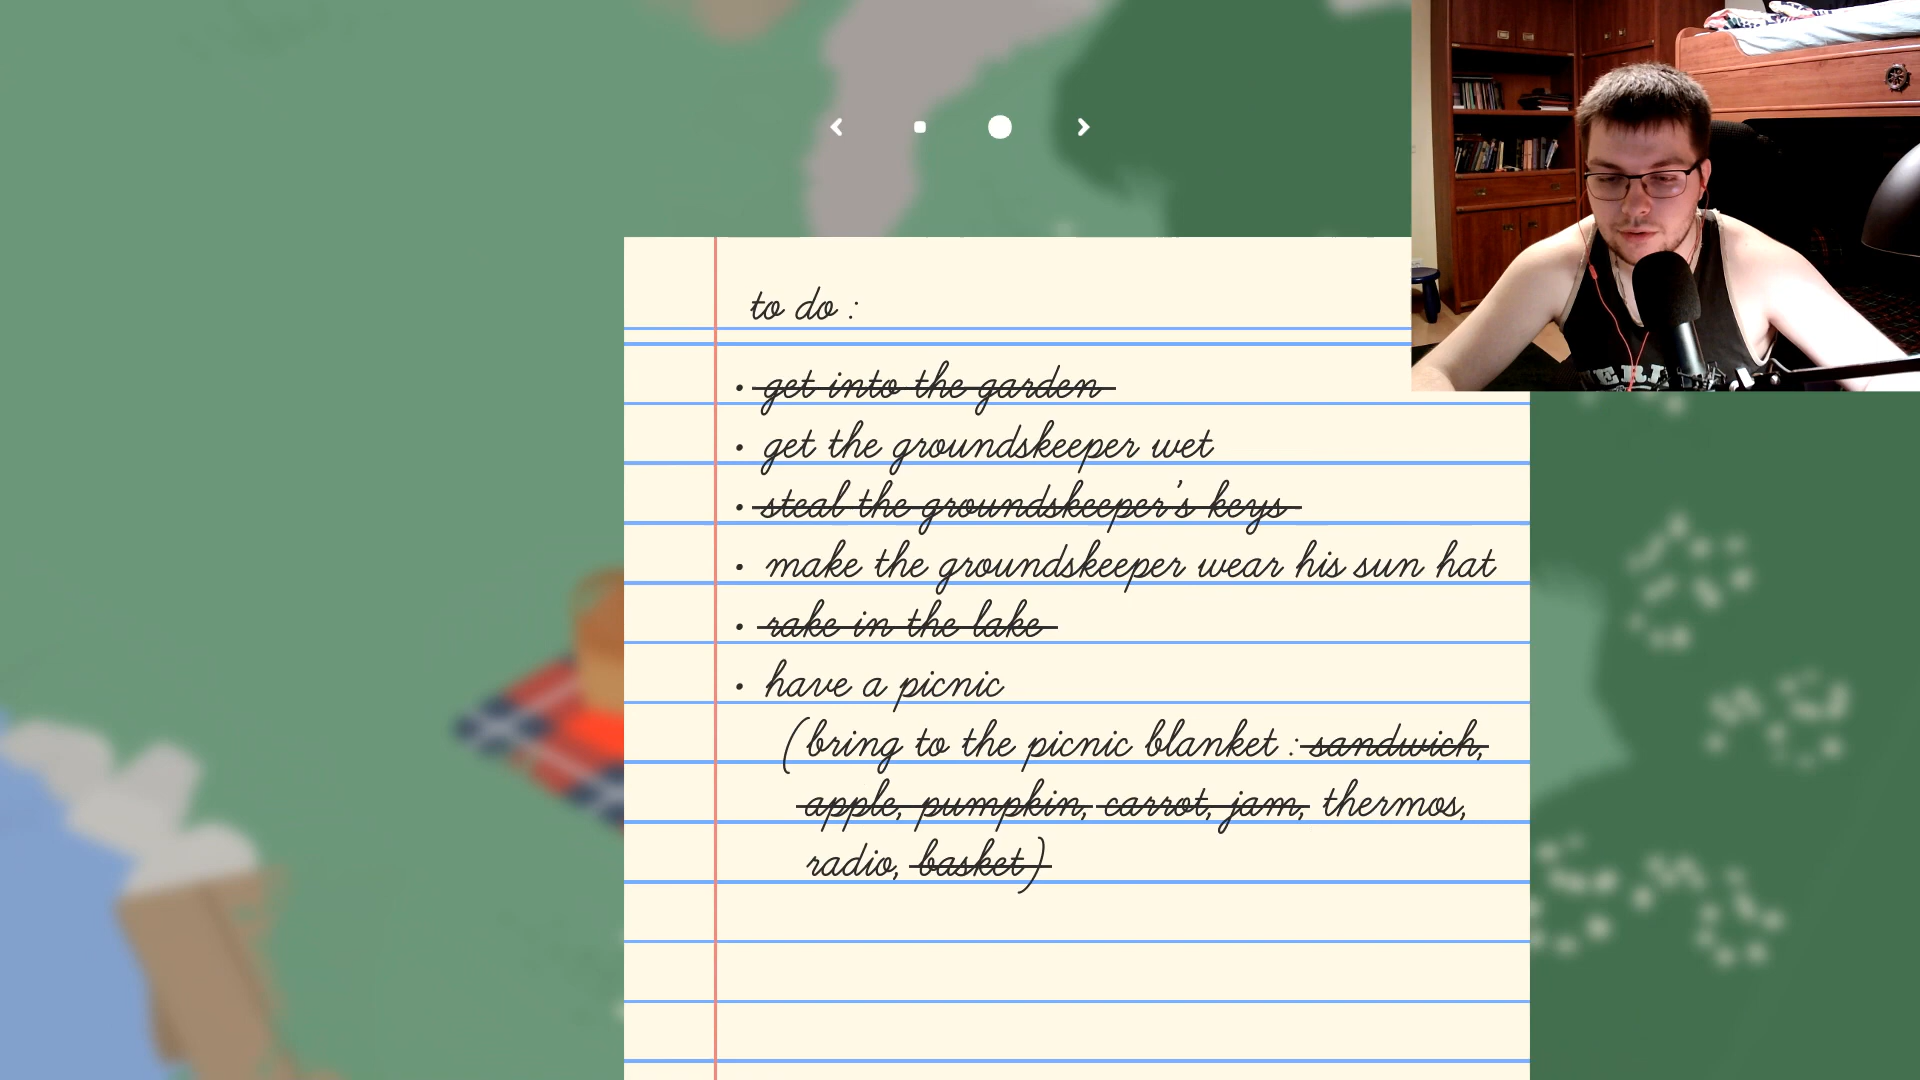 to do :
• get into the garden
• get the groundskeeper wet
• steal the groundskeeper's keys
• make the groundskeeper wear his sun hat
• rake in the lake
• have a picnic
(bring to the picnic blanket : sandwich,
apple, pumpkin, carrot, jam, thermos,
radio, basket)